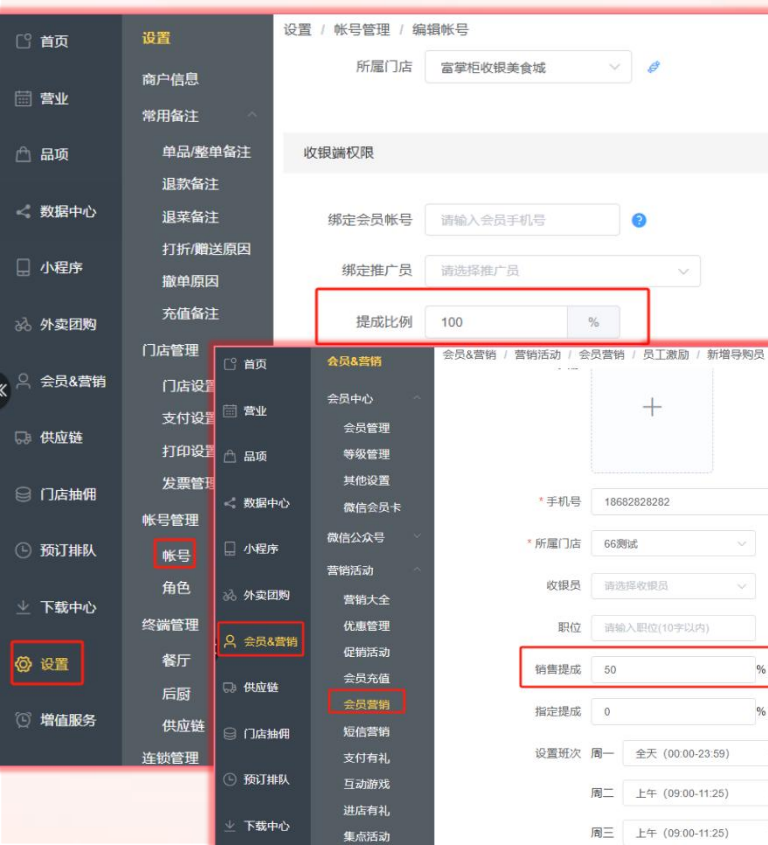 设置 / 帐号管理 / 编辑帐号
首页
营业
品项
数据中心
小程序
外卖团购
会员&营销
供应链
门店抽佣
预订排队
下载中心
设置
增值服务
设置
商户信息
常用备注
单品/整单备注
退款备注
退菜备注
打折/赠送原因
撤单原因
充值备注
门店管理
门店设置
支付设置
打印设置
发票管理
帐号管理
帐号
角色
终端管理
餐厅
后厨
供应链
连锁管理
所属门店 富掌柜收银美食城
收银端权限
绑定会员帐号 请输入会员手机号
绑定推广员 请选择推广员
提成比例 100 %
首页
营业
品项
数据中心
小程序
外卖团购
会员&营销
供应链
门店抽佣
预订排队
下载中心
会员&营销
会员中心
会员管理
等级管理
其他设置
微信会员卡
微信公众号
营销活动
营销大全
优惠管理
促销活动
会员充值
会员营销
短信营销
支付有礼
互动游戏
进店有礼
集点活动
会员&营销 / 营销活动 / 会员营销 / 员工激励 / 新增导购员
* 手机号 18682828282
* 所属门店 66测试
收银员 请选择收银员
职位 请输入职位(10字以内)
销售提成 50 %
指定提成 0 %
设置班次 周一 全天 (00:00-23:59)
周二 上午 (09:00-11:25)
周三 上午 (09:00-11:25)